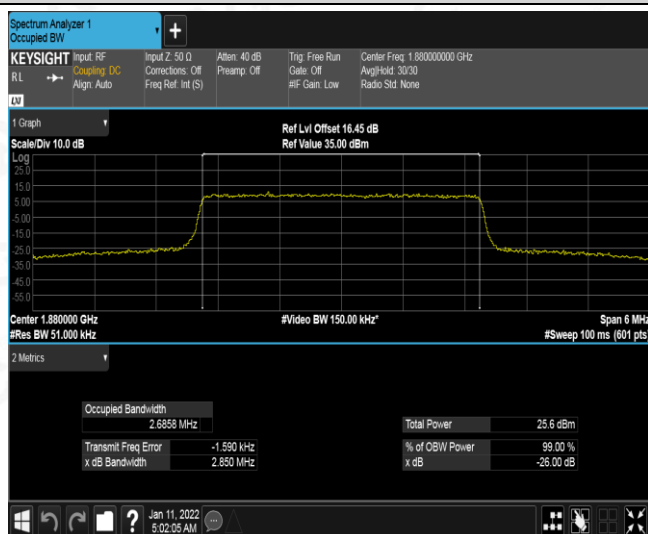 Spectrum Analyzer 1
Occupied BW
+
KEYSIGHT
RL
LXI
Input: RF
Coupling: DC
Align: Auto
Input Z: 50 Ω
Corrections: Off
Freq Ref: Int (S)
Atten: 40 dB
Preamp: Off
Trig: Free Run
Gate: Off
#IF Gain: Low
Center Freq: 1.880000000 GHz
Avg|Hold: 30/30
Radio Std: None
1 Graph
Scale/Div 10.0 dB
Ref Lvl Offset 16.45 dB
Ref Value 35.00 dBm
Log
25.0
15.0
5.00
-5.00
-15.0
-25.0
-35.0
-45.0
-55.0
Center 1.880000 GHz
#Res BW 51.000 kHz
#Video BW 150.00 kHz*
Span 6 MHz
#Sweep 100 ms (601 pts)
2 Metrics
Occupied Bandwidth
2.6858 MHz
Transmit Freq Error -1.590 kHz
x dB Bandwidth 2.850 MHz
Total Power 25.6 dBm
% of OBW Power 99.00 %
x dB -26.00 dB
?
Jan 11, 2022
5:02:05 AM